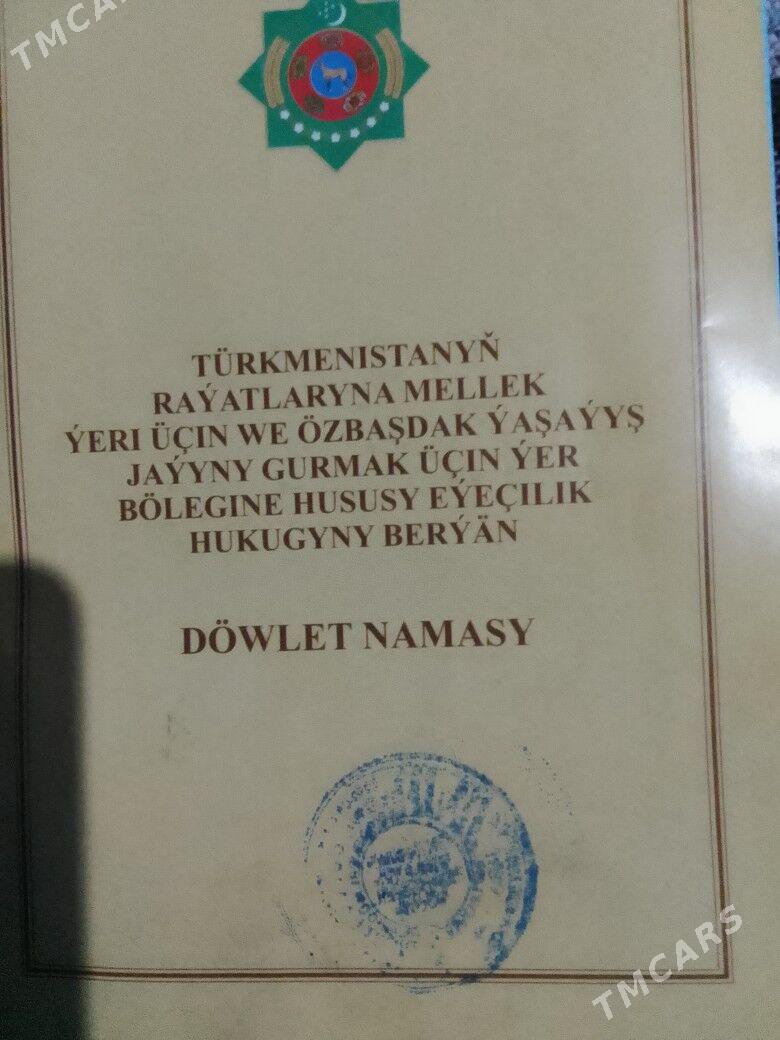 TMCARS
TÜRKMENISTANYŇ
RAÝATLARYNA MELLEK
ÝERI ÜÇIN WE ÖZBAŞDAK ÝAŞAÝYŞ
JAÝYNY GURMAK ÜÇIN ÝER
BÖLEGINE HUSUSY EÝEÇILIK
HUKUGYNY BERÝÄN
DÖWLET NAMASY
TMCARS